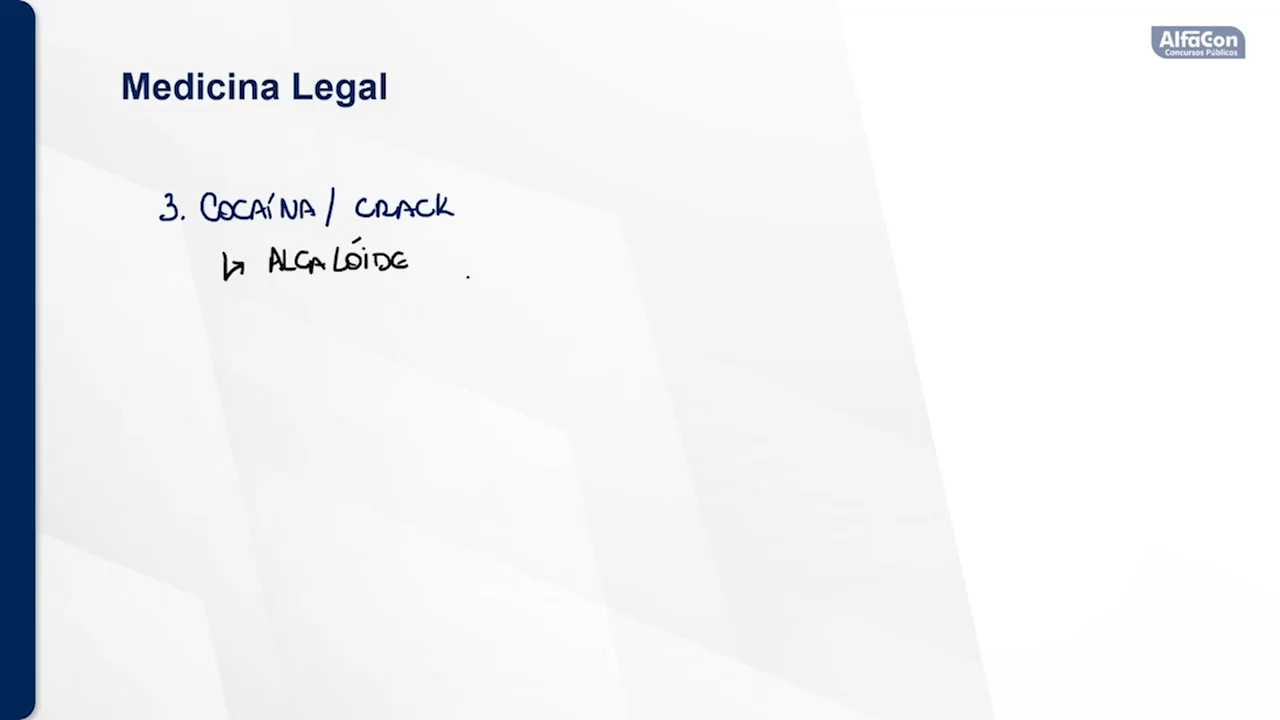 AlfaCon
Concursos Públicos
Medicina Legal
3. COCAÍNA / CRACK
↳ ALCALÓIDE